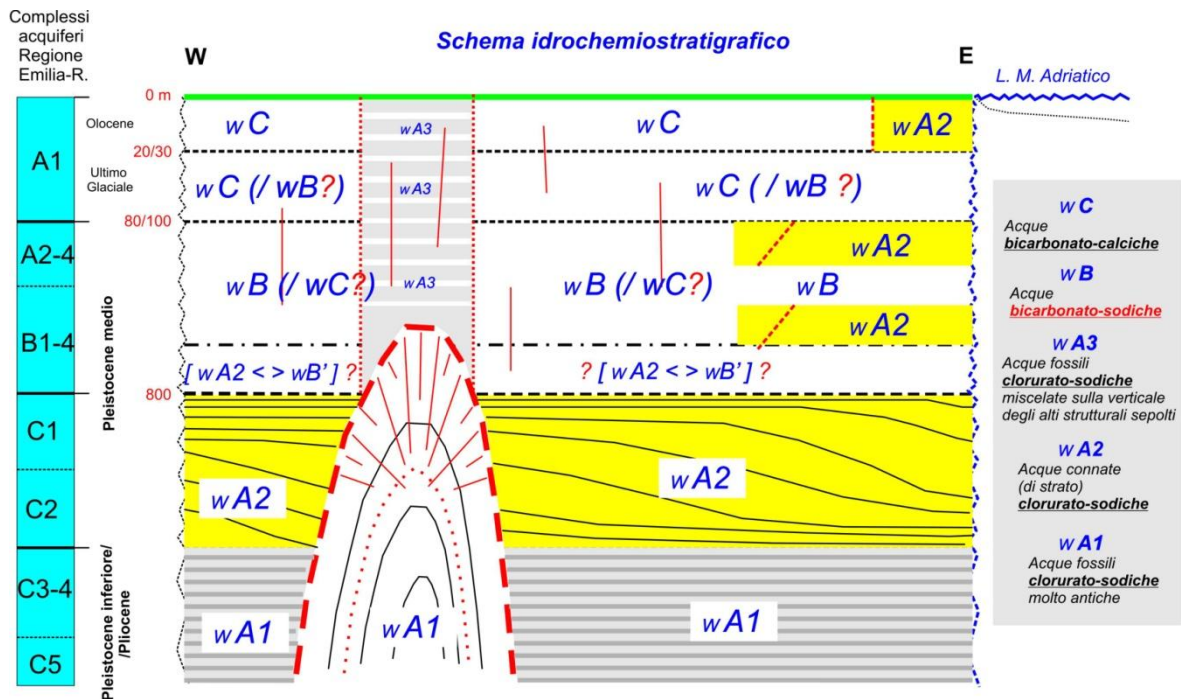 Complessi
acquiferi
Regione
Emilia-R.
Schema idrochemiostratigrafico
W
E
L. M. Adriatico
0 m
A1
Olocene
20/30
Ultimo
Glaciale
80/100
A2-4
B1-4
Pleistocene medio
800
C1
C2
C3-4
C5
Pleistocene inferiore/
/Pliocene
wC
wA3
wC
wA2
wC (/ wB?)
wA3
wC ( / wB ?)
wA2
wB (/ wC?)
wA3
wB (/ wC?)
wB
wA2
[ wA2 < > wB' ] ?
? [ wA2 < > wB' ] ?
wA2
wA2
wA1
wA1
wA1
wC
Acque
bicarbonato-calciche
wB
Acque
bicarbonato-sodiche
wA3
Acque fossili
clorurato-sodiche
miscelate sulla verticale
degli alti strutturali sepolti
wA2
Acque connate
(di strato)
clorurato-sodiche
wA1
Acque fossili
clorurato-sodiche
molto antiche